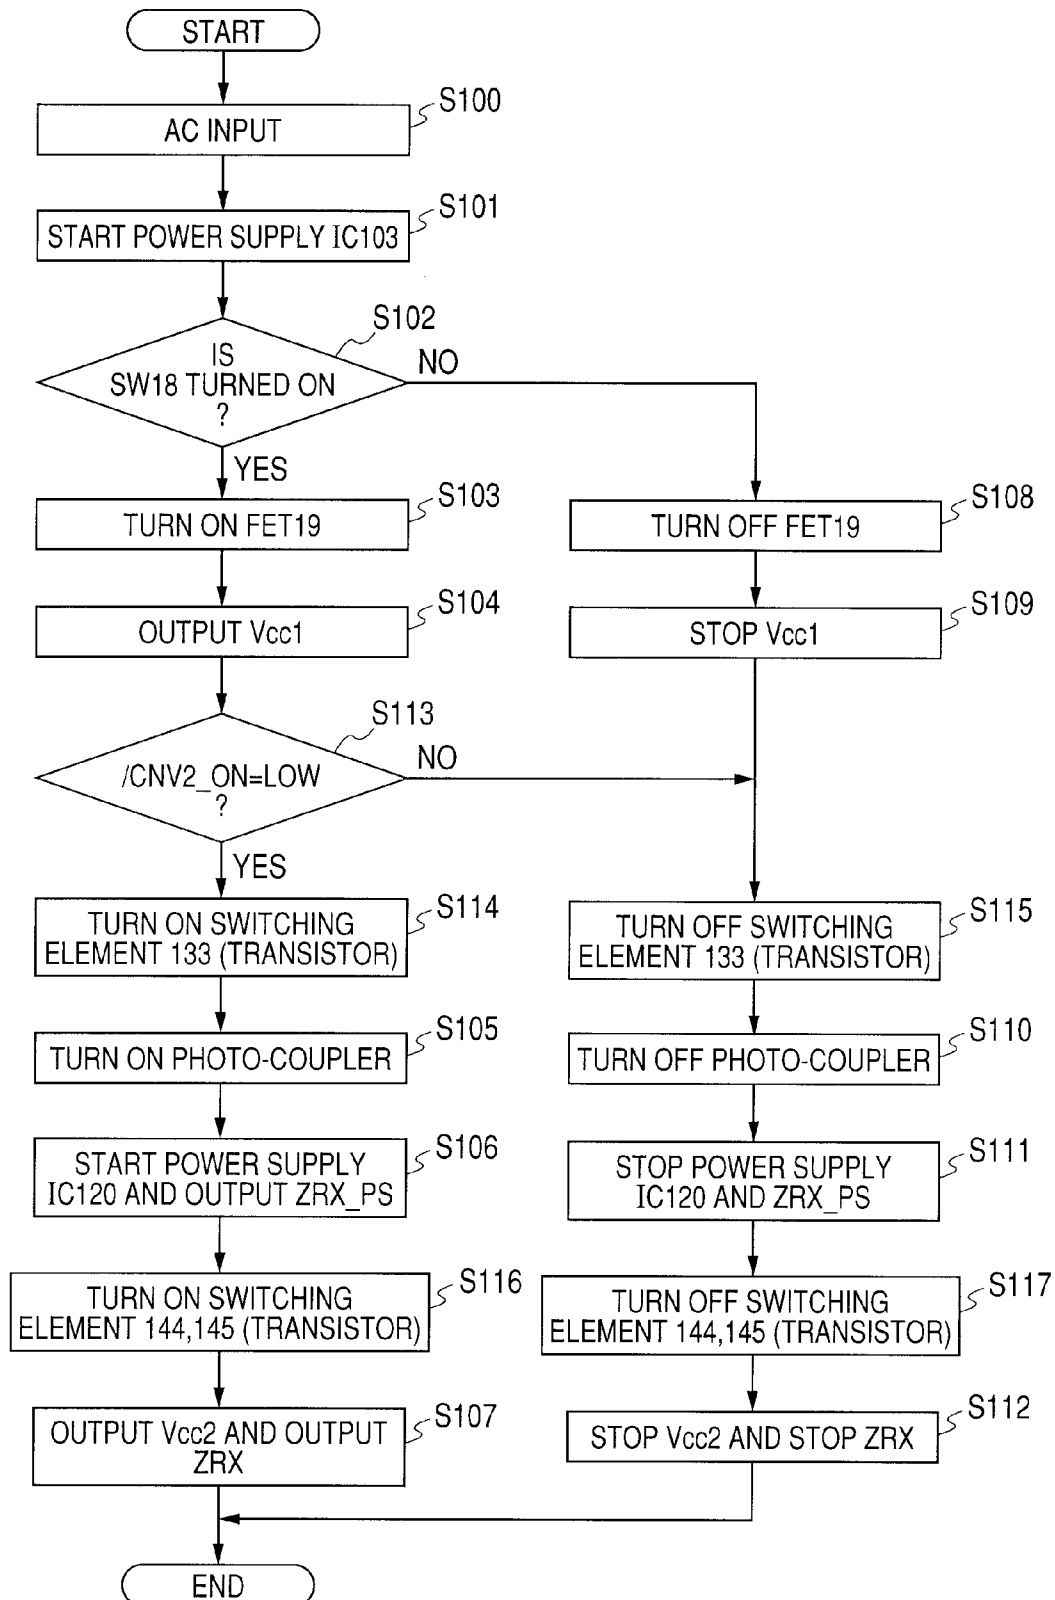 START
S100
AC INPUT
S101
START POWER SUPPLY IC103
S102
IS
SW18 TURNED ON
?
NO
YES
S103
TURN ON FET19
S108
TURN OFF FET19
S104
OUTPUT Vcc1
S109
STOP Vcc1
S113
/CNV2_ON=LOW
?
NO
YES
S114
TURN ON SWITCHING
ELEMENT 133 (TRANSISTOR)
S115
TURN OFF SWITCHING
ELEMENT 133 (TRANSISTOR)
S105
TURN ON PHOTO-COUPLER
S110
TURN OFF PHOTO-COUPLER
S106
START POWER SUPPLY
IC120 AND OUTPUT ZRX_PS
S111
STOP POWER SUPPLY
IC120 AND ZRX_PS
S116
TURN ON SWITCHING
ELEMENT 144,145 (TRANSISTOR)
S117
TURN OFF SWITCHING
ELEMENT 144,145 (TRANSISTOR)
S107
OUTPUT Vcc2 AND OUTPUT
ZRX
S112
STOP Vcc2 AND STOP ZRX
END